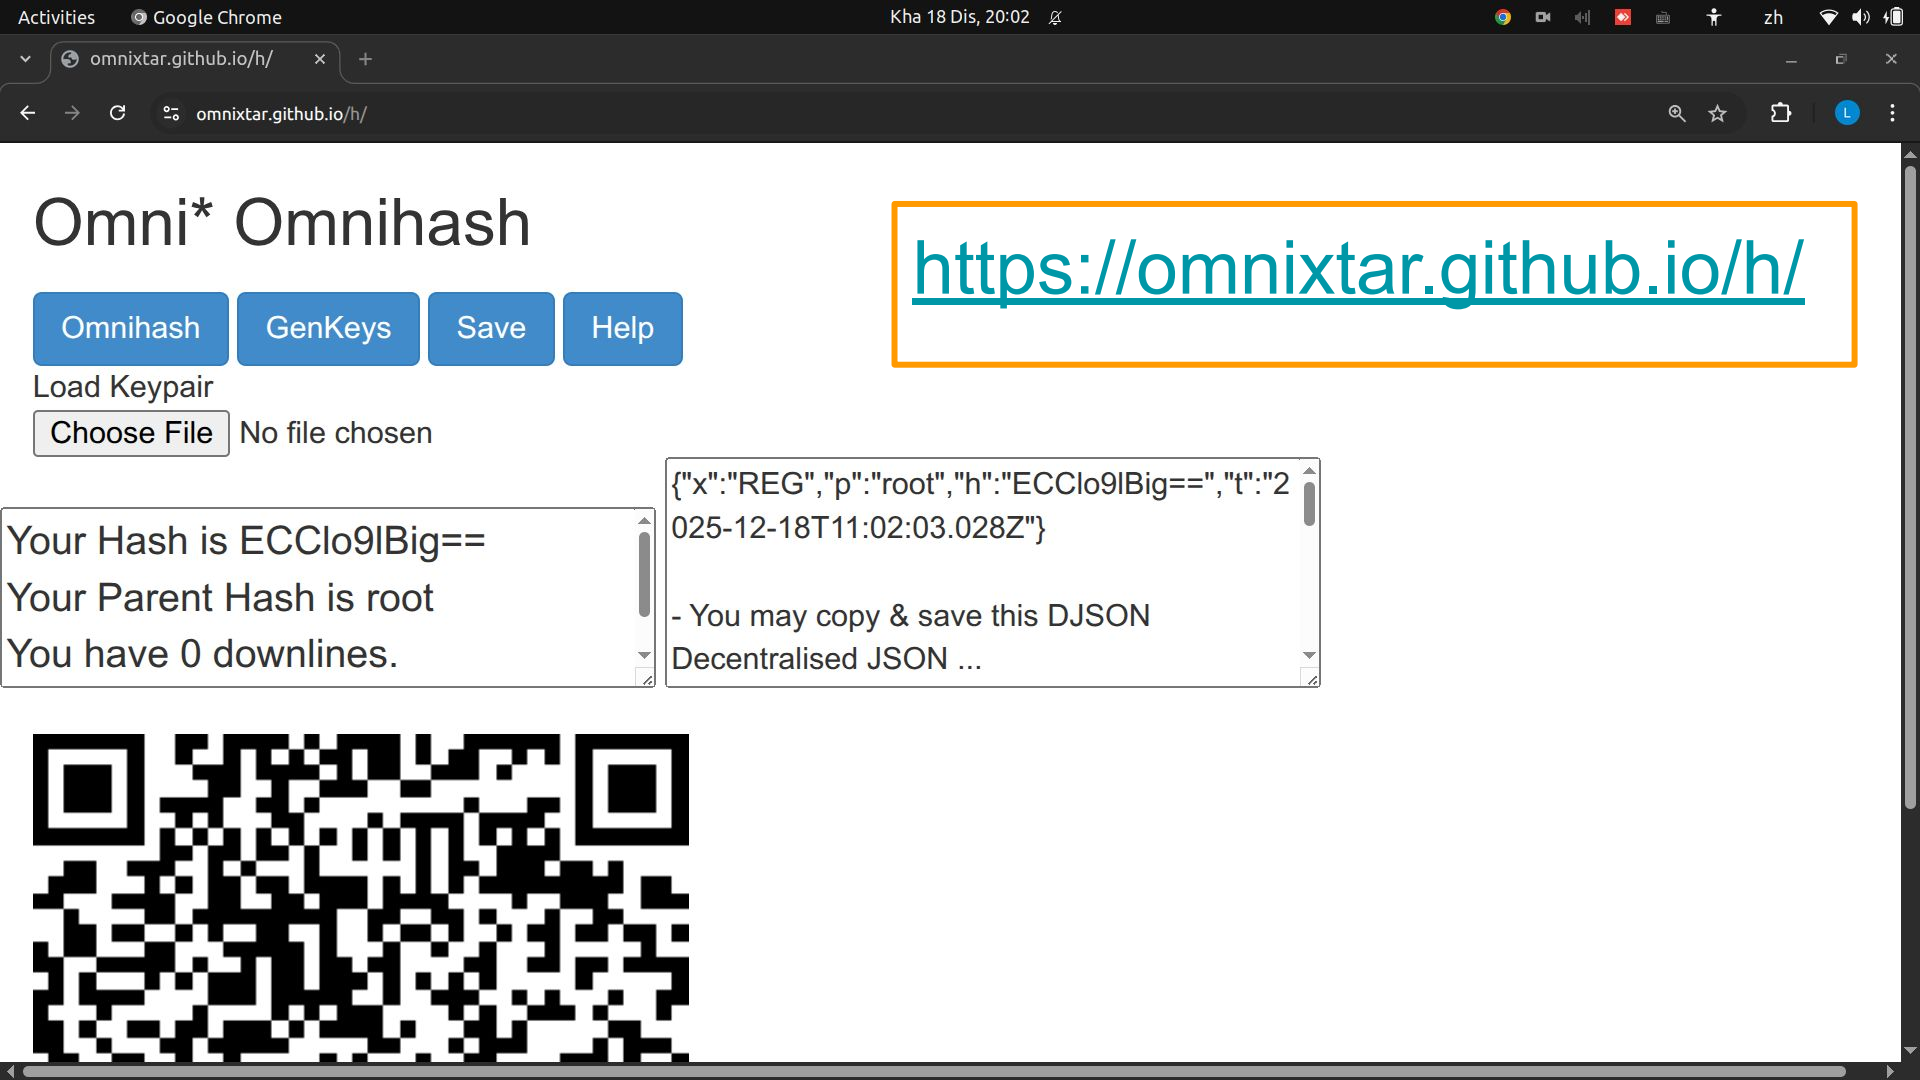 Activities
Google Chrome
Kha 18 Dis, 20:02
zh
omnixtar.github.io/h/
omnixtar.github.io/h/
L
Omni* Omnihash
https://omnixtar.github.io/h/
Omnihash
GenKeys
Save
Help
Load Keypair
Choose File No file chosen
Your Hash is ECClo9lBig==
Your Parent Hash is root
You have 0 downlines.
{"x":"REG","p":"root","h":"ECClo9lBig==","t":"2
025-12-18T11:02:03.028Z"}
- You may copy & save this DJSON
Decentralised JSON ...